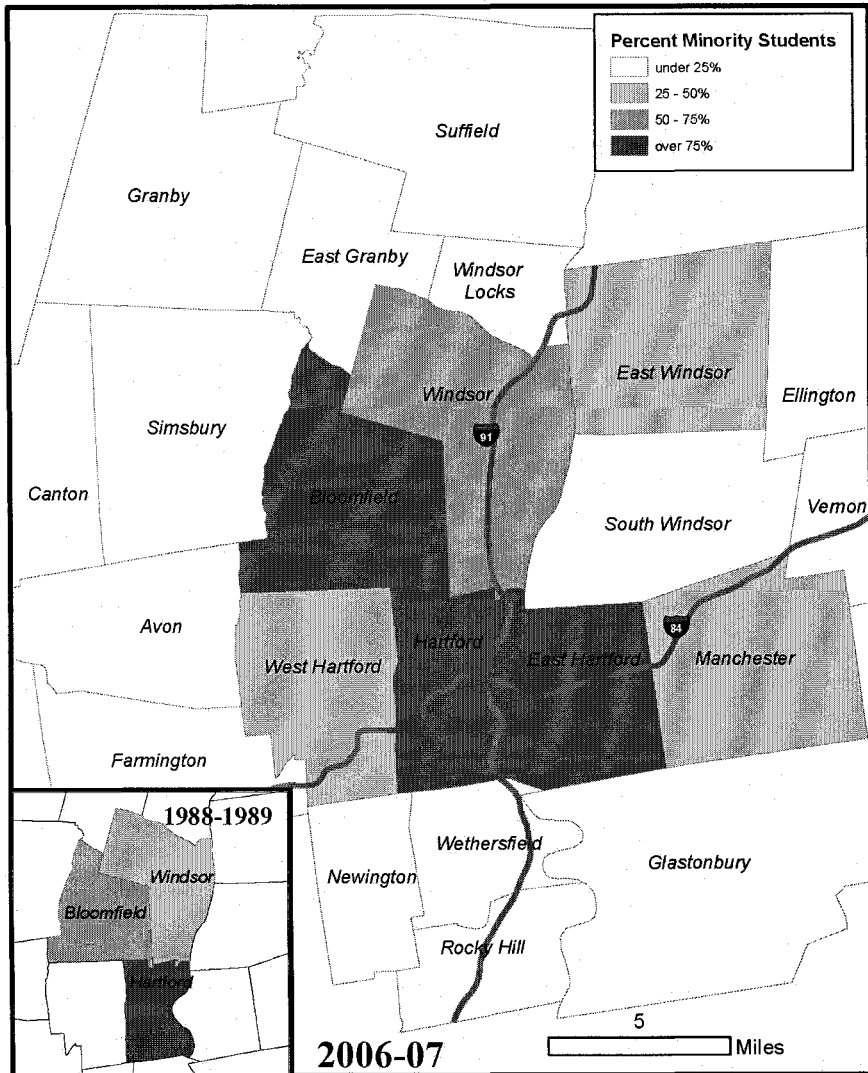 Percent Minority Students
under 25%
25 - 50%
50 - 75%
over 75%
Suffield
Granby
East Granby
Windsor
Locks
East Windsor
Windsor
Ellington
91
Simsbury
Canton
Bloomfield
Vernon
South Windsor
Avon
Hartford
84
West Hartford
East Hartford
Manchester
Farmington
1988-1989
Windsor
Bloomfield
Hartford
Wethersfield
Glastonbury
Newington
Rocky Hill
2006-07
5
Miles